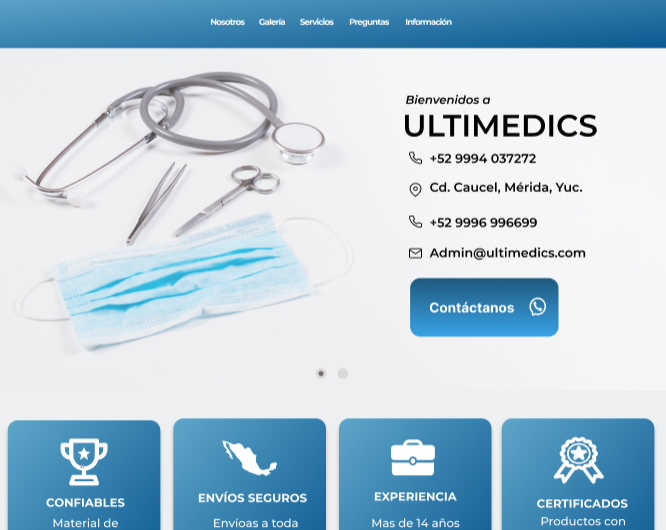 Nosotros Galería Servicios Preguntas Información
Bienvenidos a
ULTIMEDICS
+52 9994 037272
Cd. Caucel, Mérida, Yuc.
+52 9996 996699
Admin@ultimedics.com
Contáctanos
CONFIABLES
Material de
ENVÍOS SEGUROS
Envíoas a toda
EXPERIENCIA
Mas de 14 años
CERTIFICADOS
Productos con